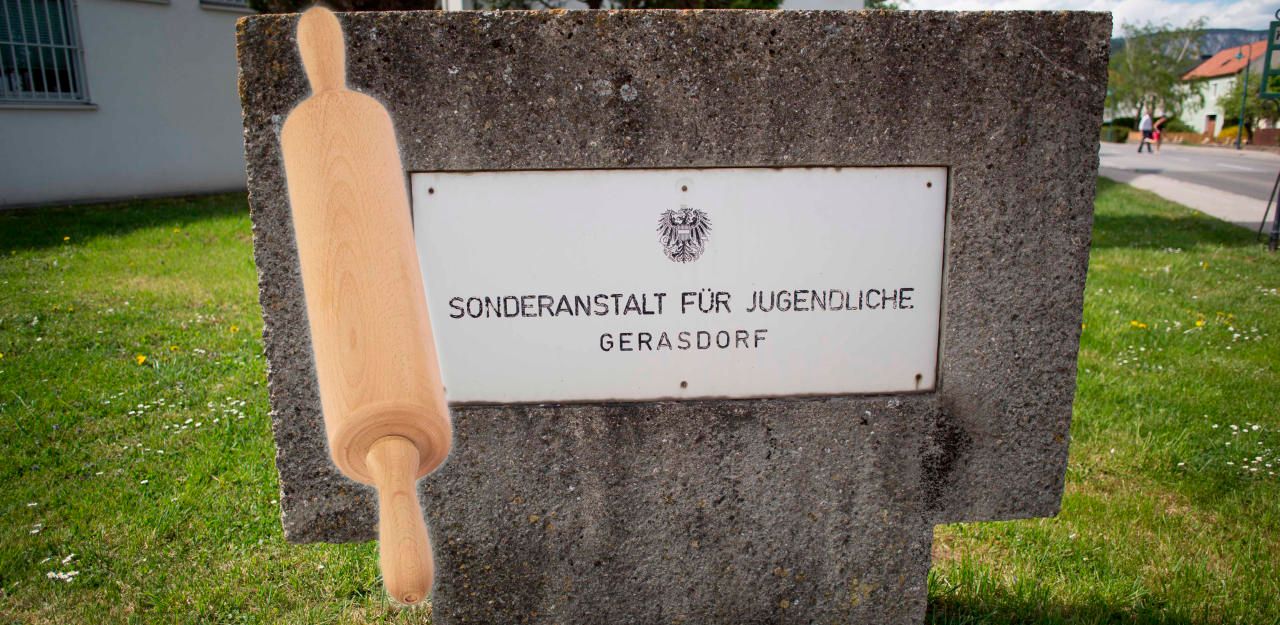 SONDERANSTALT FÜR JUGENDLICHE
GERASDORF